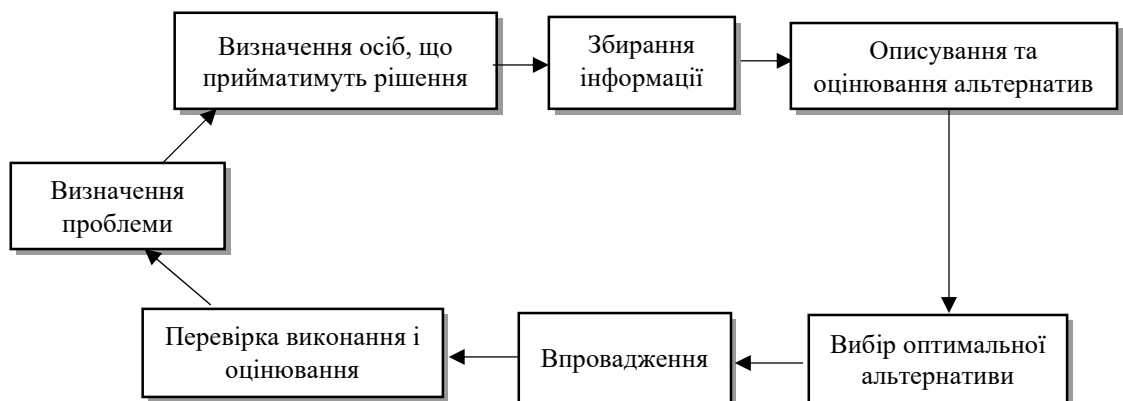 Визначення осіб, що
прийматимуть рішення
Збирання
інформації
Описування та
оцінювання альтернатив
Визначення
проблеми
Перевірка виконання і
оцінювання
Впровадження
Вибір оптимальної
альтернативи